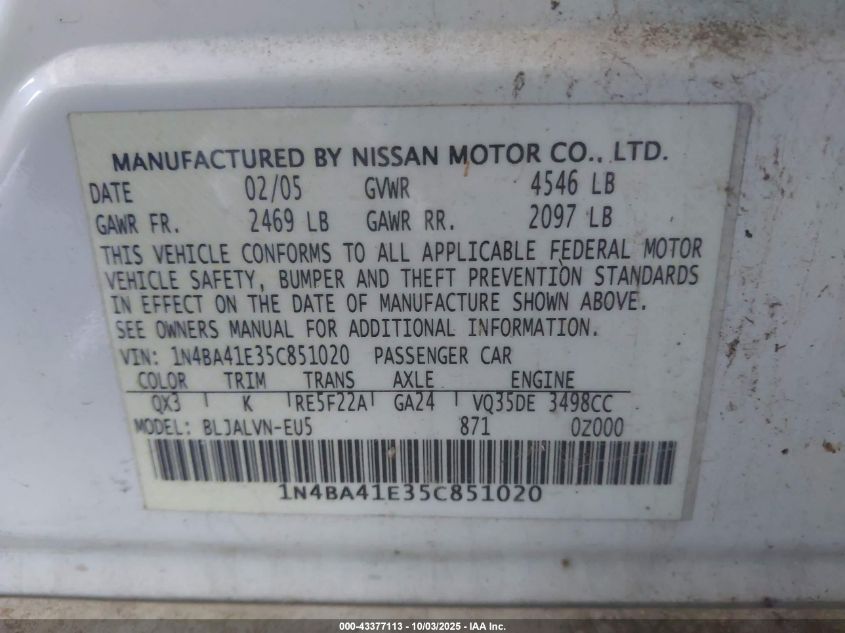 MANUFACTURED BY NISSAN MOTOR CO., LTD.
DATE 02/05 GVWR 4546 LB
GAWR FR. 2469 LB GAWR RR. 2097 LB
THIS VEHICLE CONFORMS TO ALL APPLICABLE FEDERAL MOTOR
VEHICLE SAFETY, BUMPER AND THEFT PREVENTION STANDARDS
IN EFFECT ON THE DATE OF MANUFACTURE SHOWN ABOVE.
SEE OWNERS MANUAL FOR ADDITIONAL INFORMATION.
VIN: 1N4BA41E35C851020 PASSENGER CAR
COLOR TRIM TRANS AXLE ENGINE
QX3 K RE5F22A GA24 VQ35DE 3498CC
MODEL: BLJALVN-EU5 871 0Z000
1N4BA41E35C851020
000-43377113 - 10/03/2025 - IAA Inc.